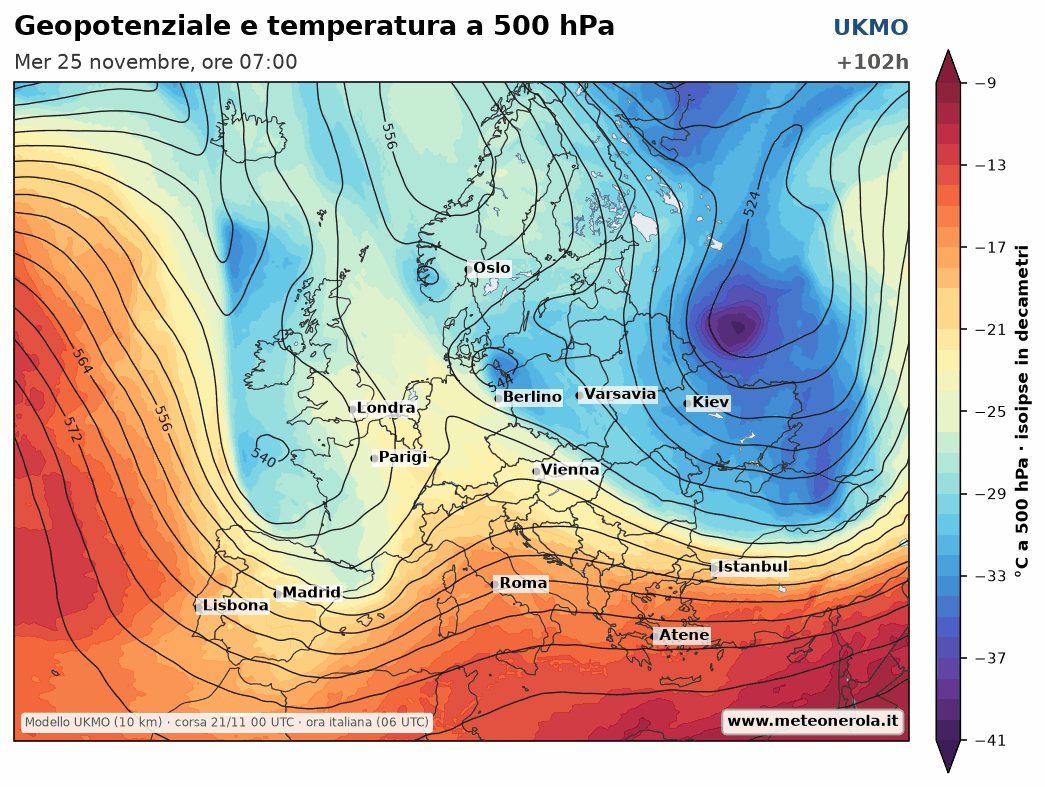 Geopotenziale e temperatura a 500 hPa
UKMO
Mer 25 novembre, ore 07:00
+102h
556
524
Oslo
564
572
556
544
Berlino
Varsavia
Kiev
Londra
540
Parigi
Vienna
Istanbul
Roma
Madrid
Lisbona
Atene
Modello UKMO (10 km) · corsa 21/11 00 UTC · ora italiana (06 UTC)
www.meteonerola.it
−9
−13
−17
−21
−25
−29
−33
−37
−41
°C a 500 hPa · isoipse in decametri